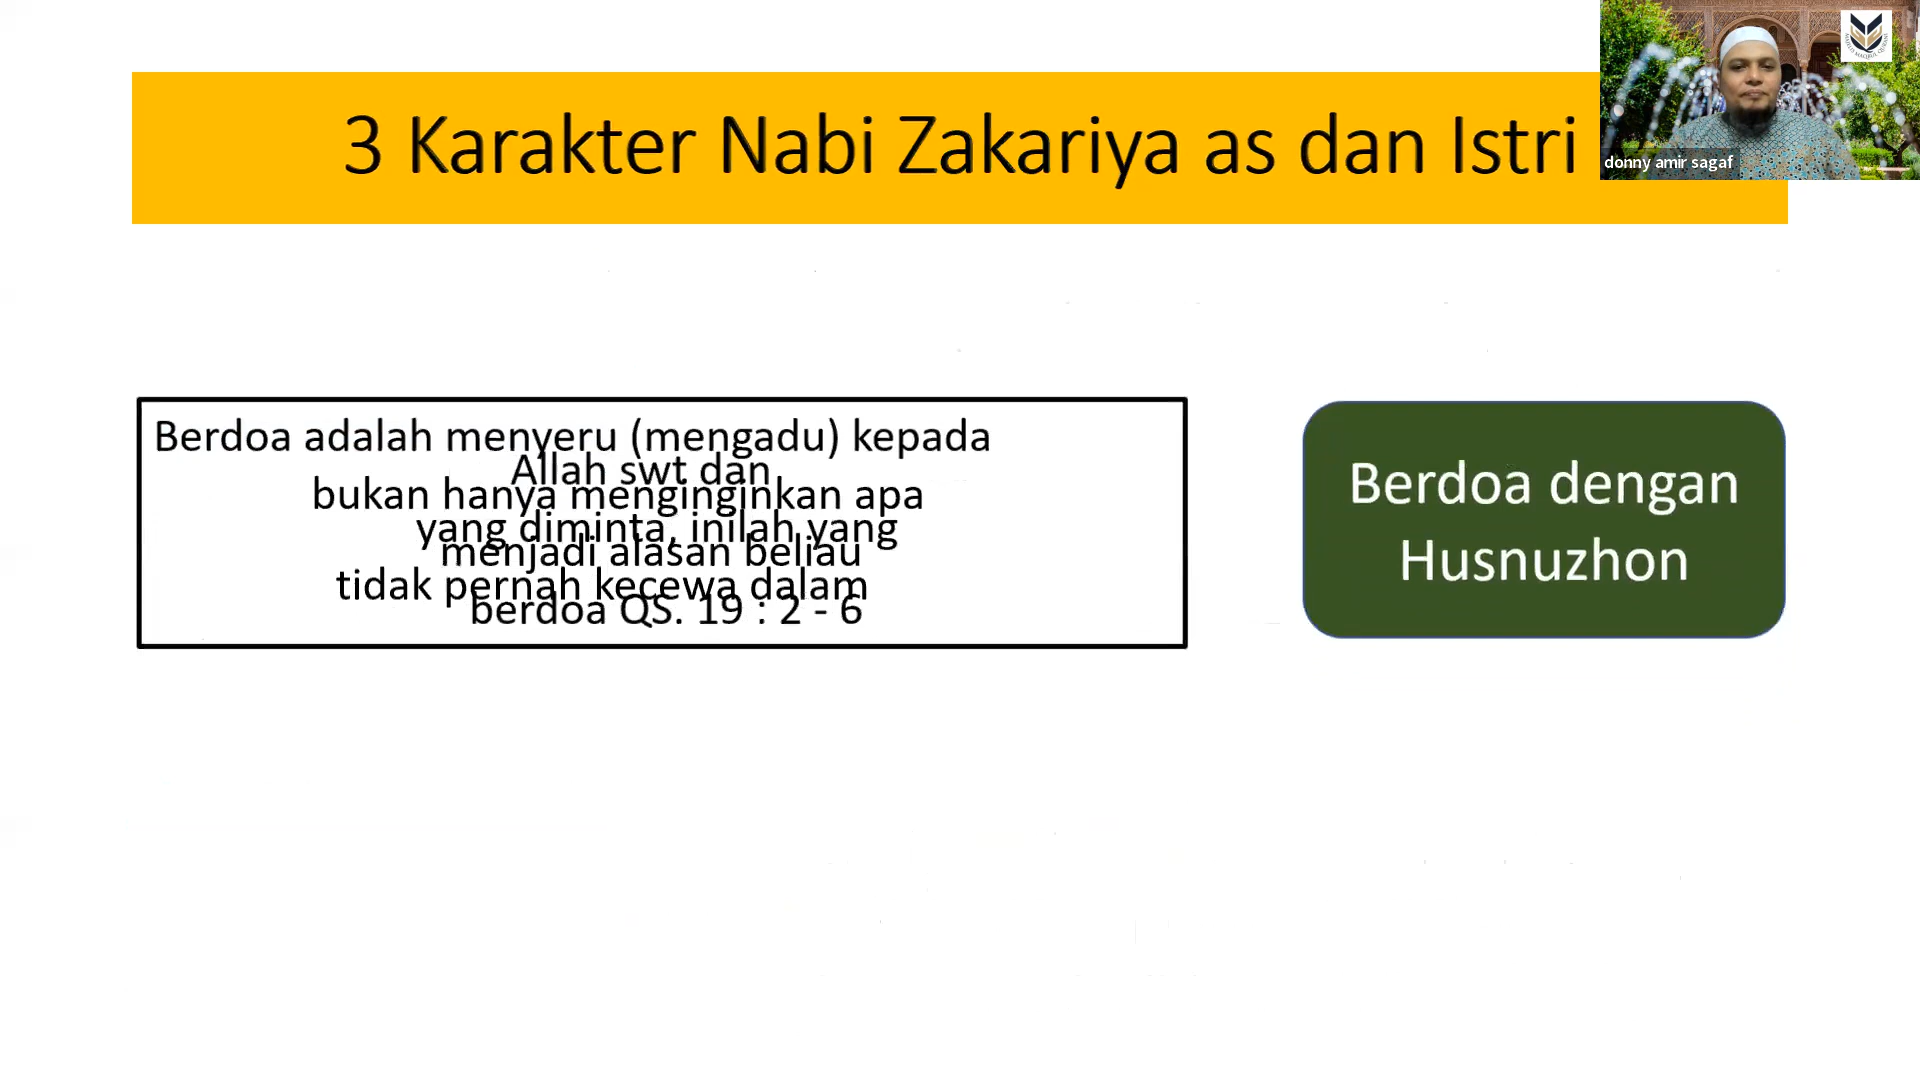 3 Karakter Nabi Zakariya as dan Istri
donny amir sagaf
Berdoa adalah menyeru (mengadu) kepada
Allah swt dan
bukan hanya menginginkan apa
yang diminta, inilah yang
menjadi alasan beliau
tidak pernah kecewa dalam
berdoa QS. 19 : 2 - 6
Berdoa dengan
Husnuzhon